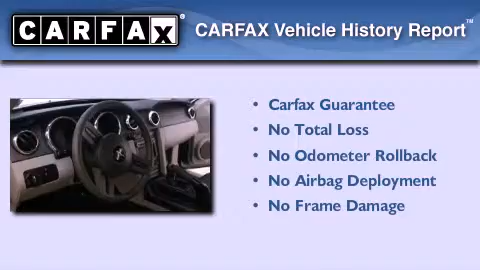 CARFAX® CARFAX Vehicle History Report™
• Carfax Guarantee
• No Total Loss
• No Odometer Rollback
• No Airbag Deployment
• No Frame Damage